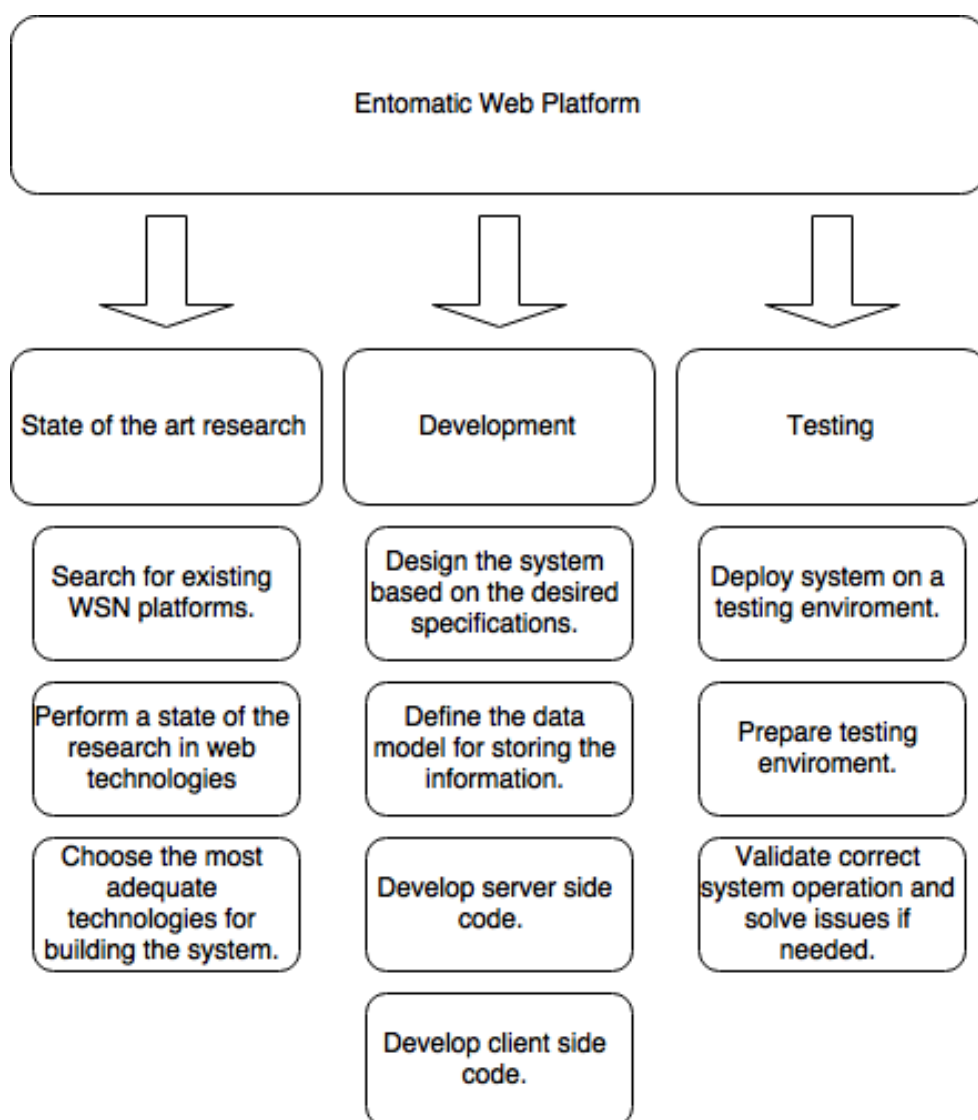 Entomatic Web Platform
State of the art research
Development
Testing
Search for existing
WSN platforms.
Perform a state of the
research in web
technologies
Choose the most
adequate
technologies for
building the system.
Design the system
based on the desired
specifications.
Define the data
model for storing the
information.
Develop server side
code.
Develop client side
code.
Deploy system on a
testing enviroment.
Prepare testing
enviroment.
Validate correct
system operation and
solve issues if
needed.